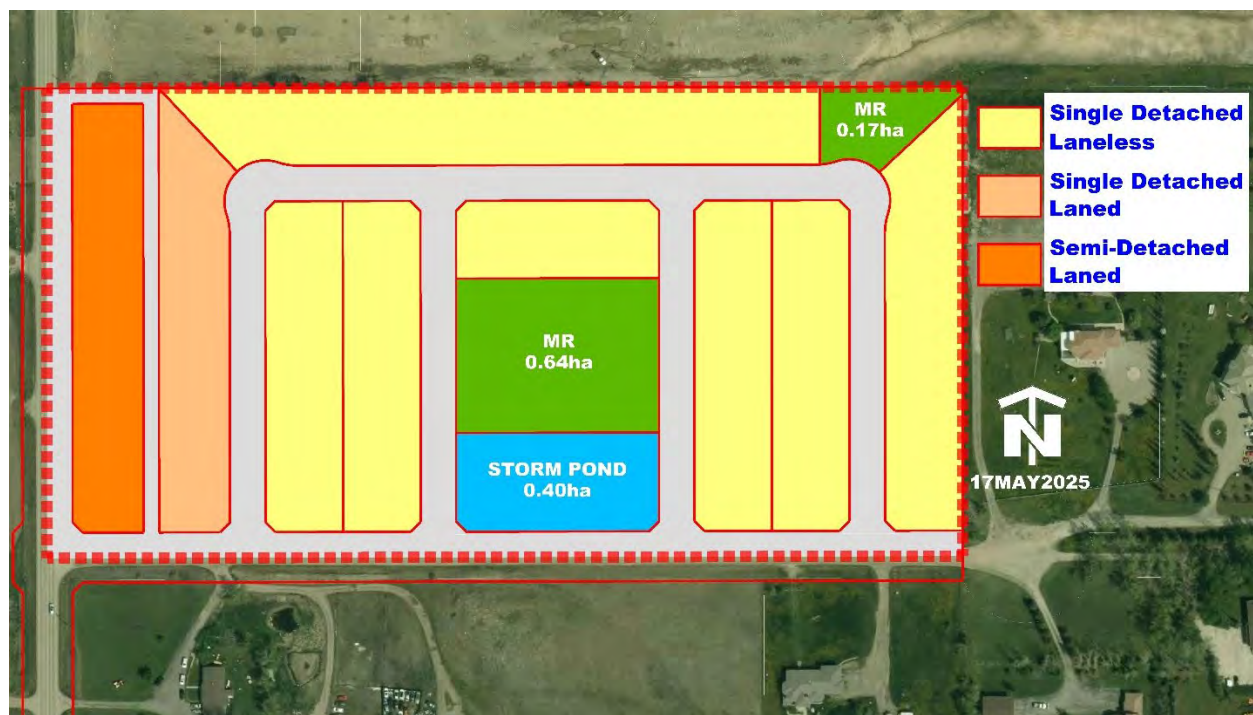 MR
0.17ha
Single Detached
Laneless
Single Detached
Laned
Semi-Detached
Laned
MR
0.64ha
STORM POND
0.40ha
N
17MAY2025